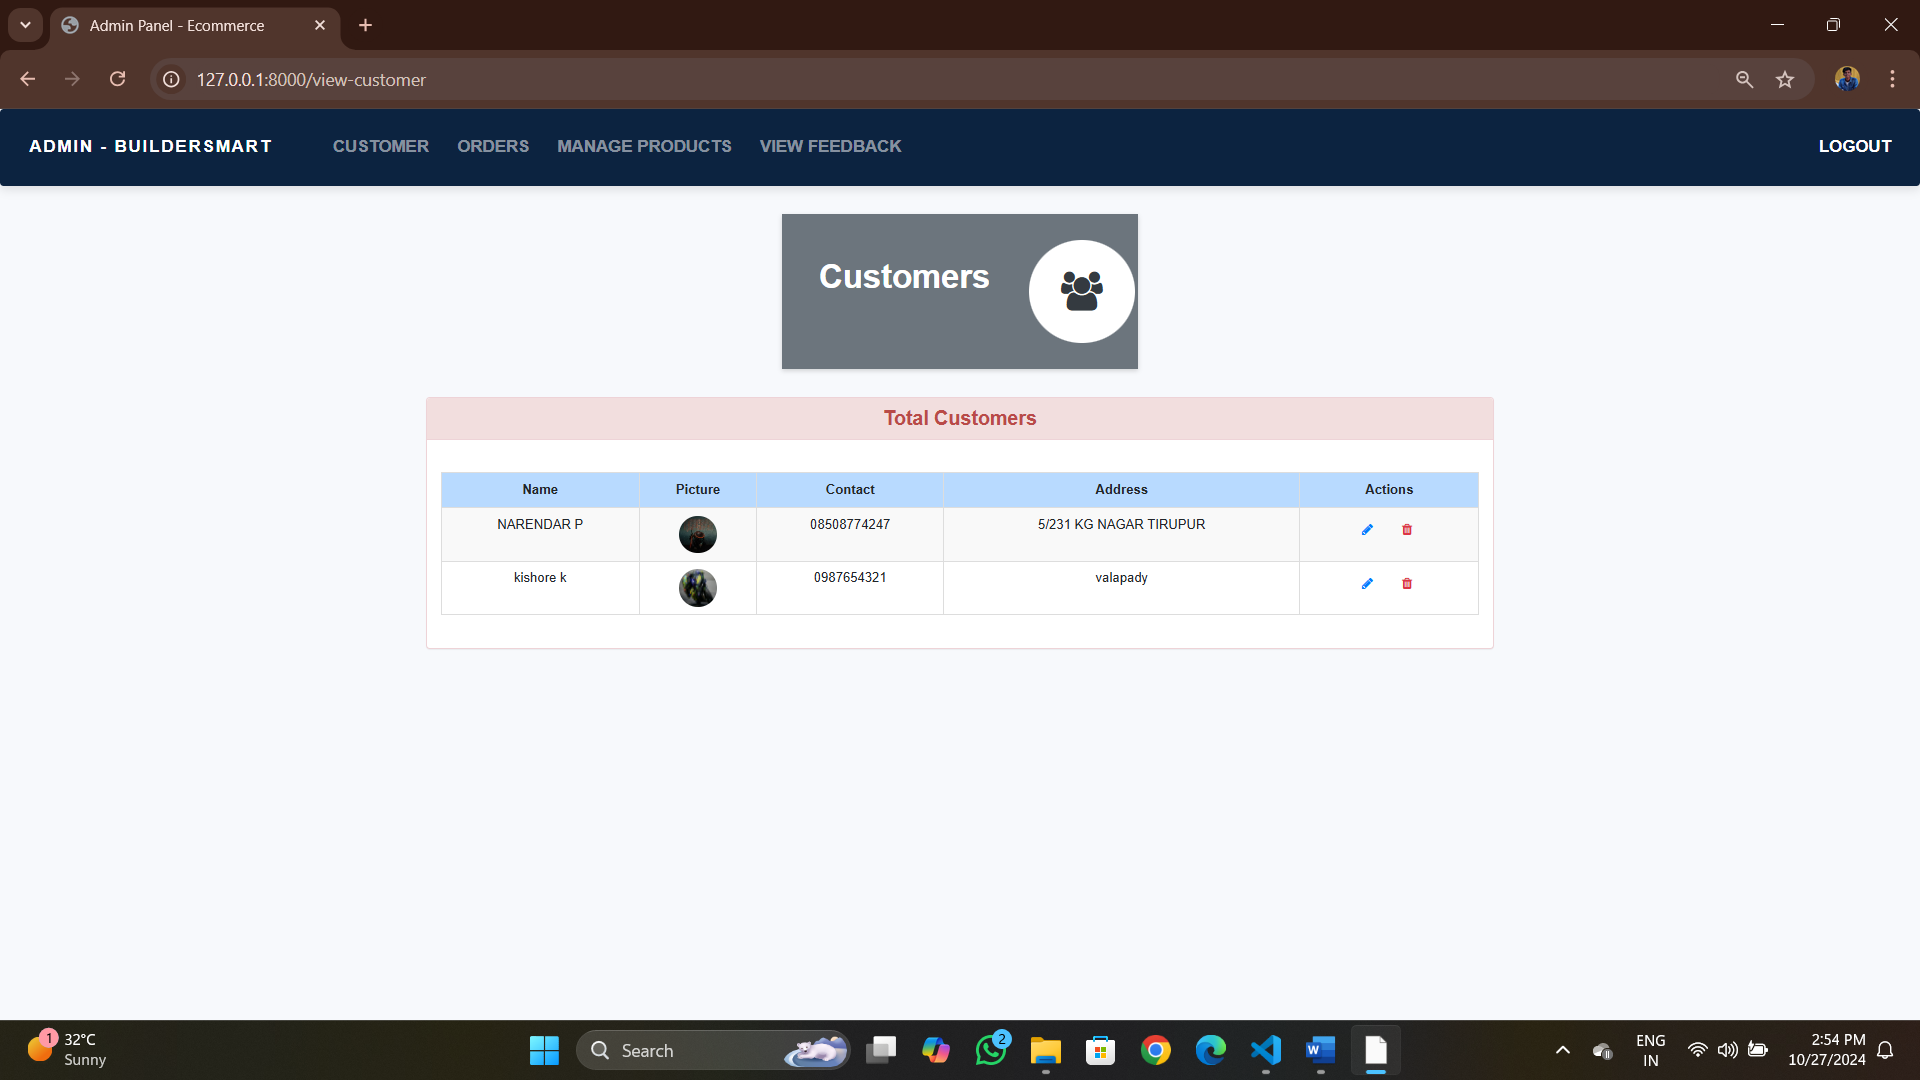 Admin Panel - Ecommerce
127.0.0.1:8000/view-customer
ADMIN - BUILDERSMART CUSTOMER ORDERS MANAGE PRODUCTS VIEW FEEDBACK LOGOUT
Customers
Total Customers
Name Picture Contact Address Actions
NARENDAR P 08508774247 5/231 KG NAGAR TIRUPUR
kishore k 0987654321 valapady
1 32°C
Sunny
Search
2
W
ENG
IN
2:54 PM
10/27/2024